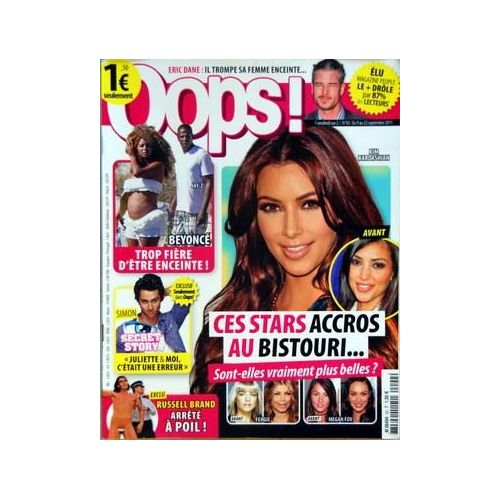 ERIC DANE : IL TROMPE SA FEMME ENCEINTE...
1€
,50
seulement
Oops!
ÉLU
MAGAZINE PEOPLE
LE + DRÔLE
par 87%
des LECTEURS*
KIM
KARDASHIAN
JAY Z
BEYONCÉ
TROP FIÈRE
D'ÊTRE ENCEINTE !
AVANT
EXCLUSIF
Seulement
dans Oops!
SIMON
SECRET
STORY
« JULIETTE & MOI,
C'ÉTAIT UNE ERREUR »
CES STARS ACCROS
AU BISTOURI...
Sont-elles vraiment plus belles ?
AVANT
FERGIE
AVANT
MEGAN FOX
EXCLU
RUSSELL BRAND
ARRÊTÉ
À POIL !